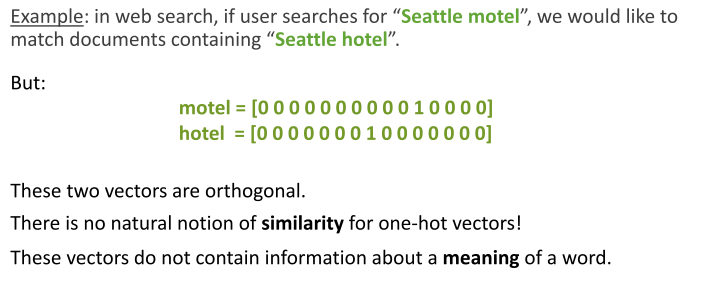 Example: in web search, if user searches for “Seattle motel”, we would like to
match documents containing “Seattle hotel”.
But:
motel = [0 0 0 0 0 0 0 0 0 0 1 0 0 0 0]
hotel = [0 0 0 0 0 0 0 1 0 0 0 0 0 0 0]
These two vectors are orthogonal.
There is no natural notion of similarity for one-hot vectors!
These vectors do not contain information about a meaning of a word.